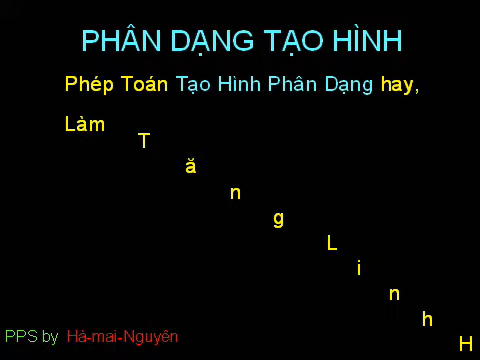 PHÂN DẠNG TẠO HÌNH
Phép Toán Tạo Hình Phân Dạng hay,
Làm
T
ă
n
g
L
i
n
h
H
PPS by Hà-mai-Nguyên